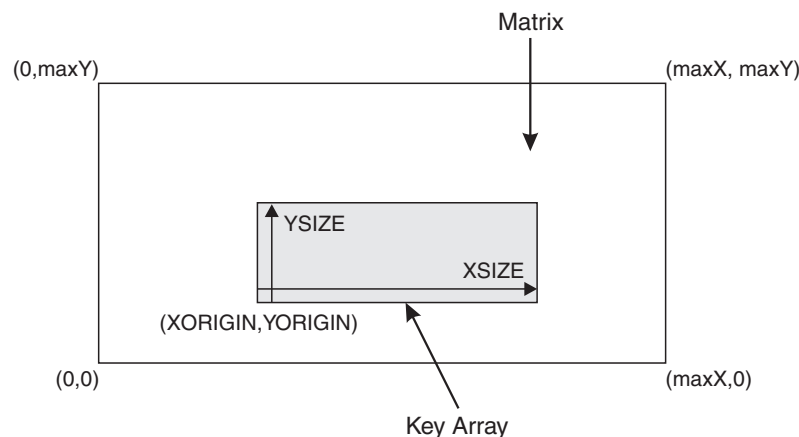 Matrix
(0,maxY)
(maxX, maxY)
YSIZE
XSIZE
(XORIGIN,YORIGIN)
(0,0)
(maxX,0)
Key Array